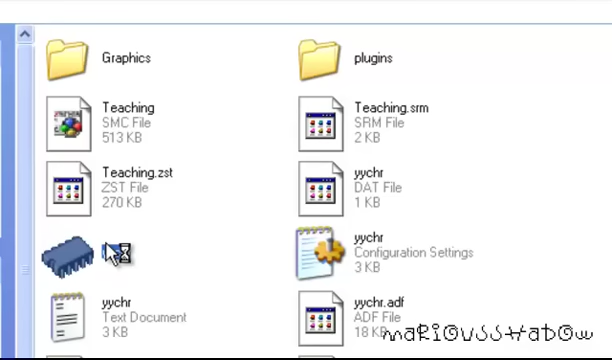 Graphics
plugins
Teaching
SMC File
513 KB
Teaching.srm
SRM File
2 KB
Teaching.zst
ZST File
270 KB
yychr
DAT File
1 KB
yychr
Configuration Settings
3 KB
yychr
Text Document
3 KB
yychr.adf
ADF File
18 KB
MARIOVSSHADOW